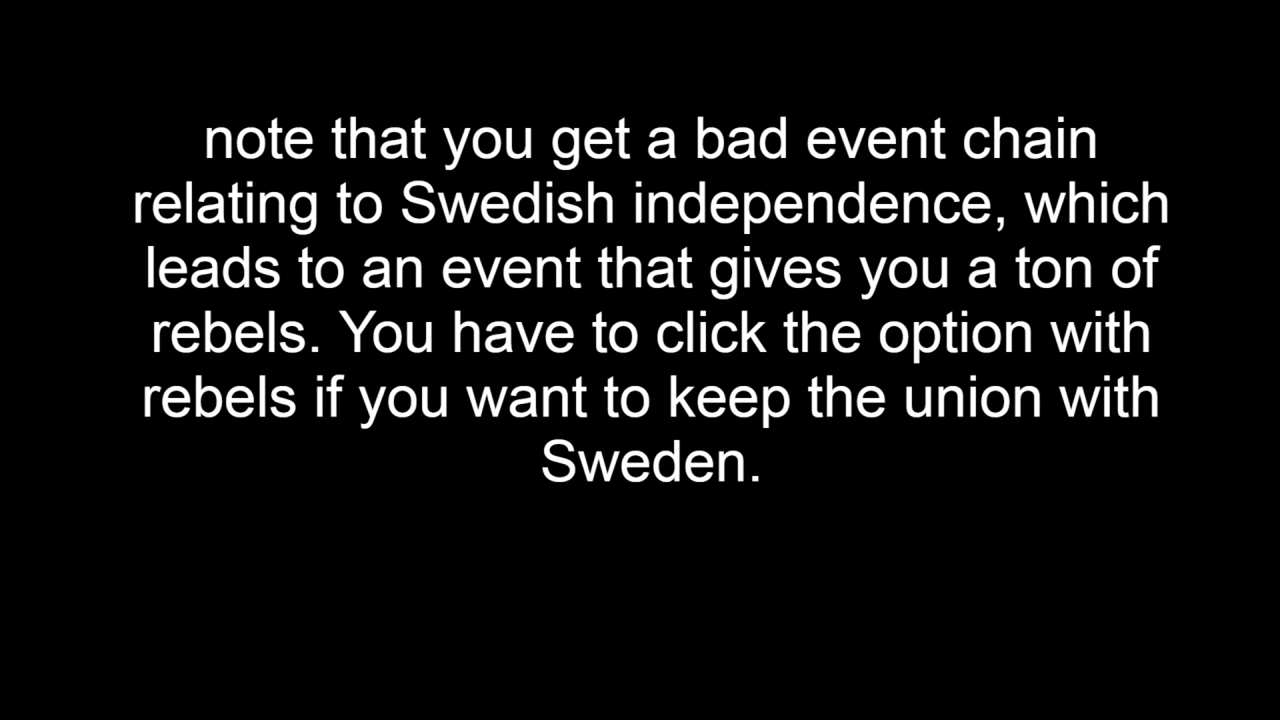 note that you get a bad event chain
relating to Swedish independence, which
leads to an event that gives you a ton of
rebels. You have to click the option with
rebels if you want to keep the union with
Sweden.